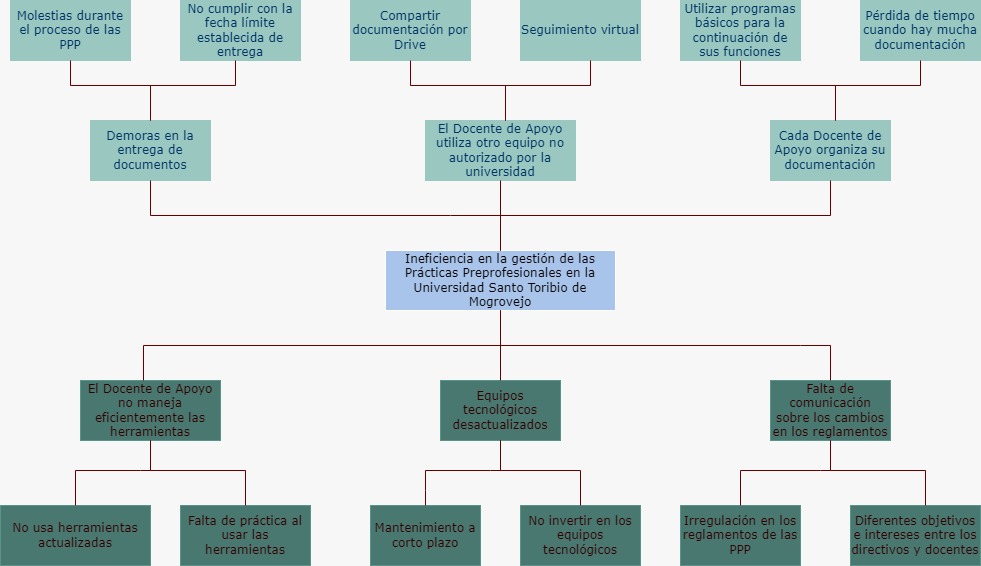 Molestias durante
el proceso de las
PPP
No cumplir con la
fecha límite
establecida de
entrega
Compartir
documentación por
Drive
Seguimiento virtual
Utilizar programas
básicos para la
continuación de
sus funciones
Pérdida de tiempo
cuando hay mucha
documentación
Demoras en la
entrega de
documentos
El Docente de Apoyo
utiliza otro equipo no
autorizado por la
universidad
Cada Docente de
Apoyo organiza su
documentación
Ineficiencia en la gestión de las
Prácticas Preprofesionales en la
Universidad Santo Toribio de
Mogrovejo
El Docente de Apoyo
no maneja
eficientemente las
herramientas
Equipos
tecnológicos
desactualizados
Falta de
comunicación
sobre los cambios
en los reglamentos
No usa herramientas
actualizadas
Falta de práctica al
usar las
herramientas
Mantenimiento a
corto plazo
No invertir en los
equipos
tecnológicos
Irregulación en los
reglamentos de las
PPP
Diferentes objetivos
e intereses entre los
directivos y docentes